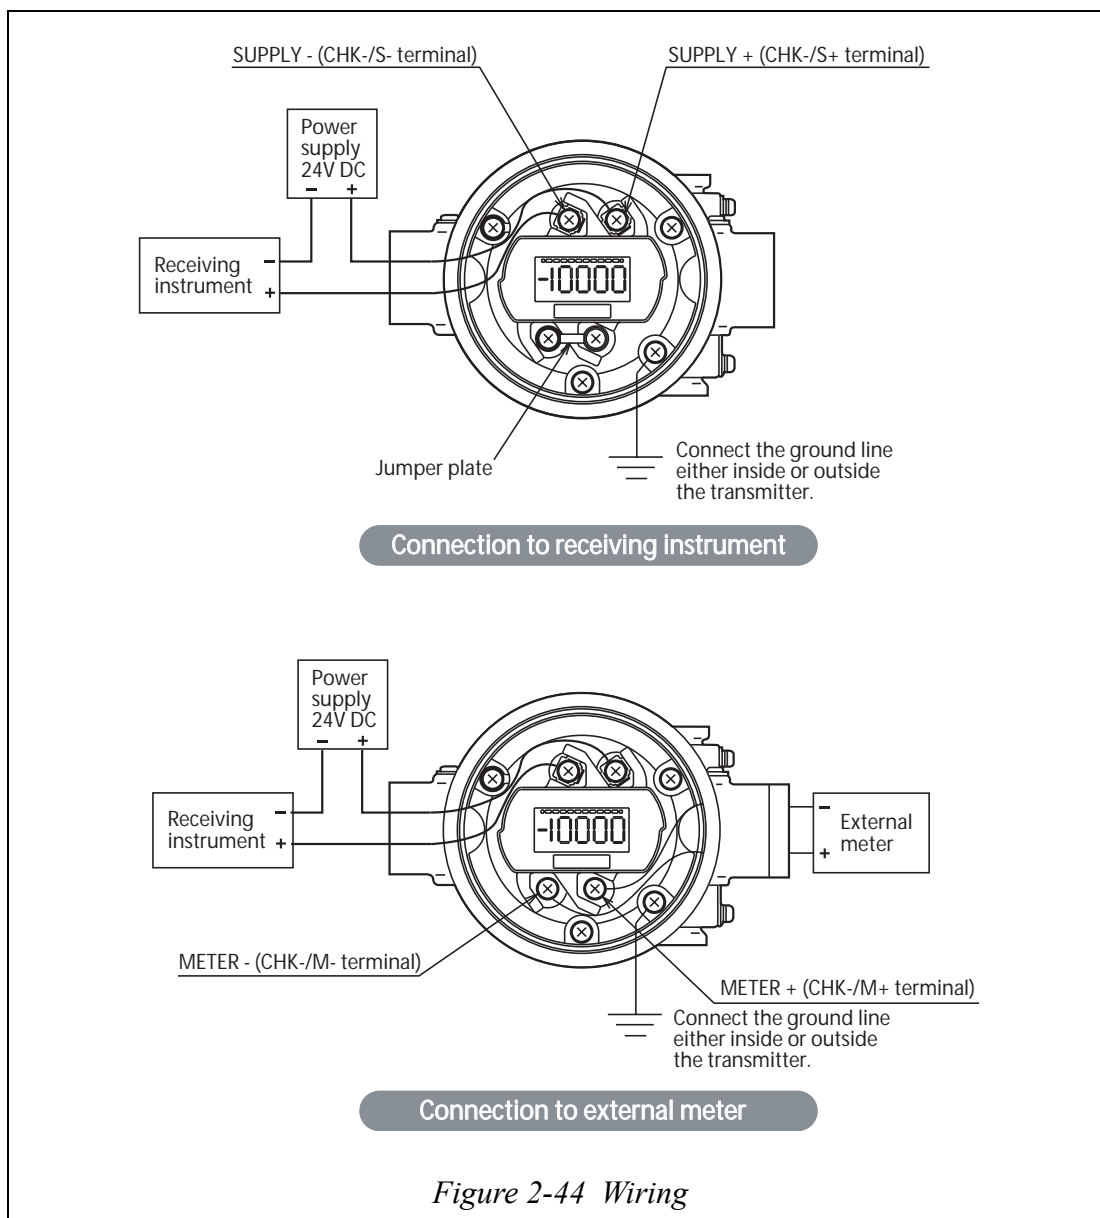 SUPPLY - (CHK-/S- terminal)
SUPPLY + (CHK-/S+ terminal)
Power
supply
24V DC
- +
Receiving
instrument
-
+
-10000
Jumper plate
Connect the ground line
either inside or outside
the transmitter.
Connection to receiving instrument
Power
supply
24V DC
- +
Receiving
instrument
-
+
-10000
-
+
External
meter
METER - (CHK-/M- terminal)
METER + (CHK-/M+ terminal)
Connect the ground line
either inside or outside
the transmitter.
Connection to external meter
Figure 2-44 Wiring